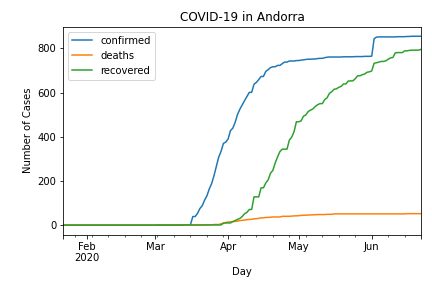 COVID-19 in Andorra
confirmed
deaths
recovered
Number of Cases
800
600
400
200
0
Feb
2020
Mar
Apr
May
Jun
Day